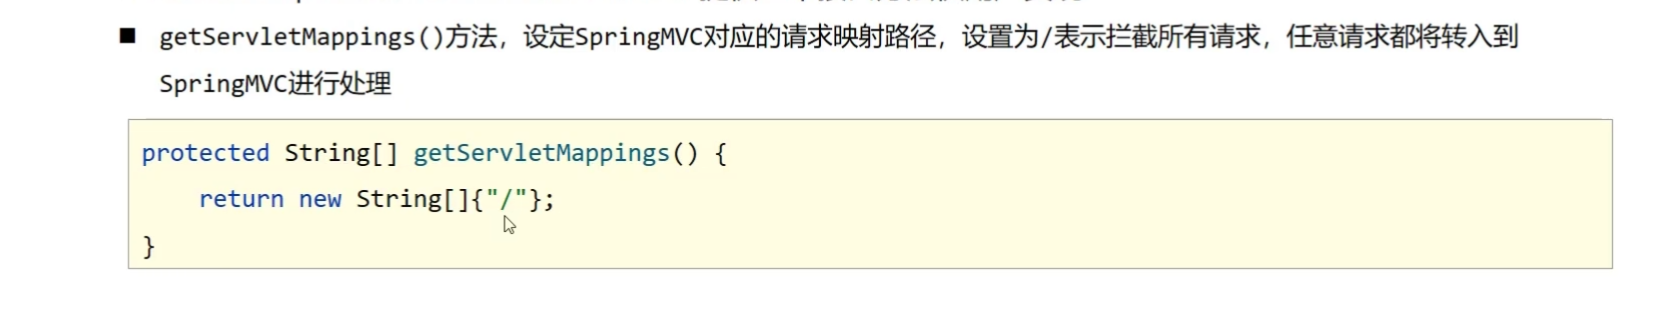 ■ getServletMappings()方法，设定SpringMVC对应的请求映射路径，设置为/表示拦截所有请求，任意请求都将转入到
SpringMVC进行处理
protected String[] getServletMappings() {
    return new String[]{"/"};
}